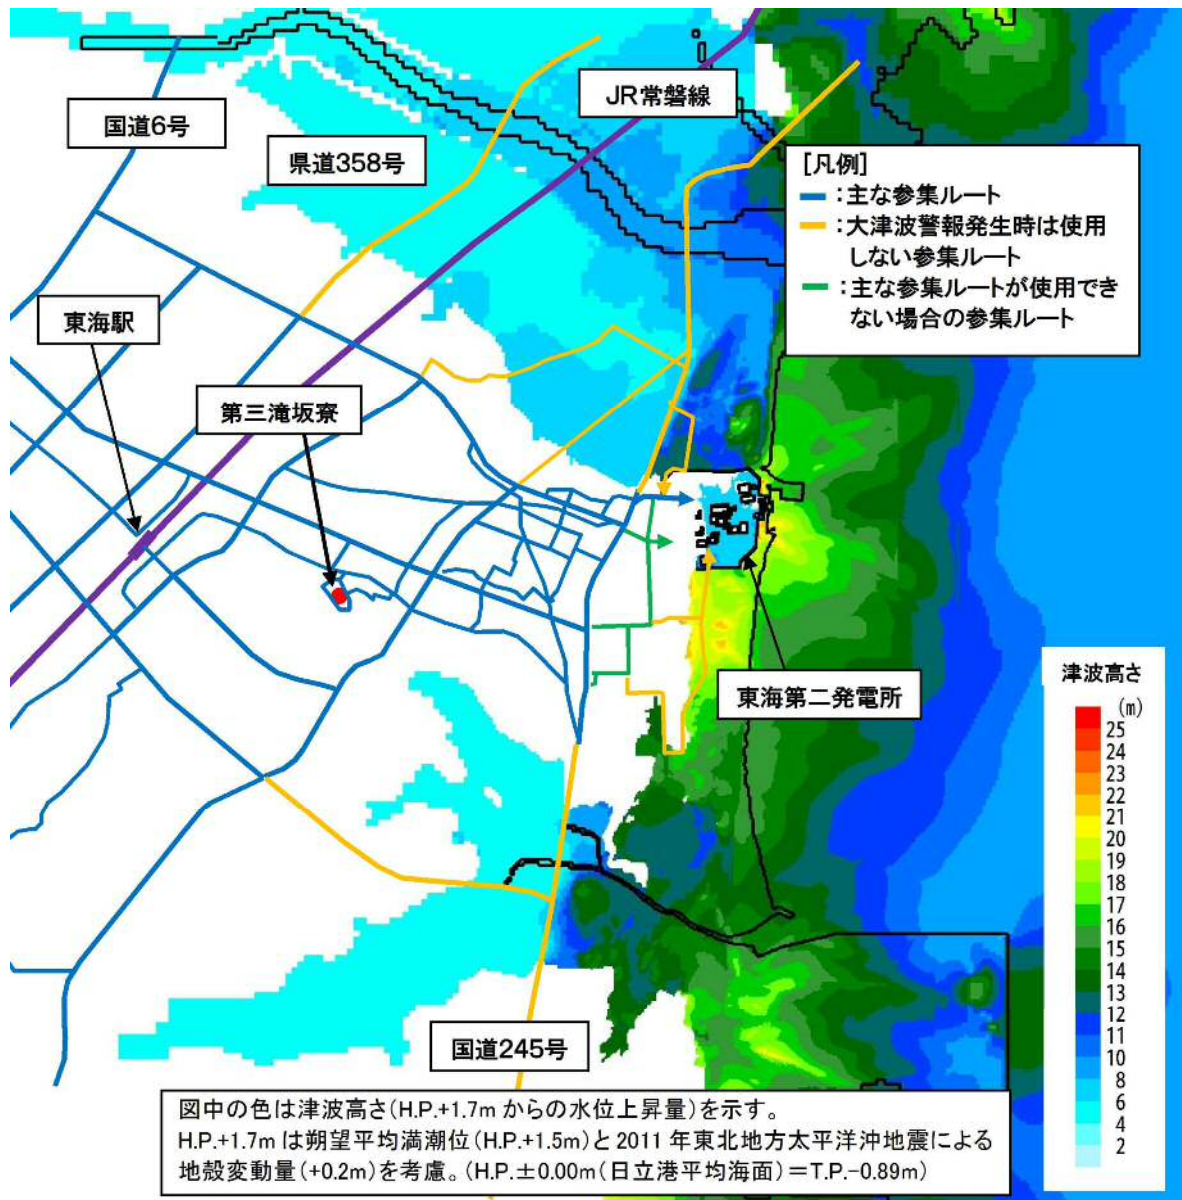 JR常磐線
国道6号
県道358号
[凡例]
:主な参集ルート
:大津波警報発生時は使用
しない参集ルート
:主な参集ルートが使用でき
ない場合の参集ルート
東海駅
第三滝坂寮
東海第二発電所
津波高さ
(m)
25
24
23
22
21
20
19
18
17
16
15
14
13
12
11
10
8
6
4
2
国道245号
図中の色は津波高さ(H.P.+1.7m からの水位上昇量)を示す。
H.P.+1.7m は朔望平均満潮位(H.P.+1.5m)と2011 年東北地方太平洋沖地震による
地殻変動量(+0.2m)を考慮。(H.P.±0.00m(日立港平均海面)=T.P.-0.89m)